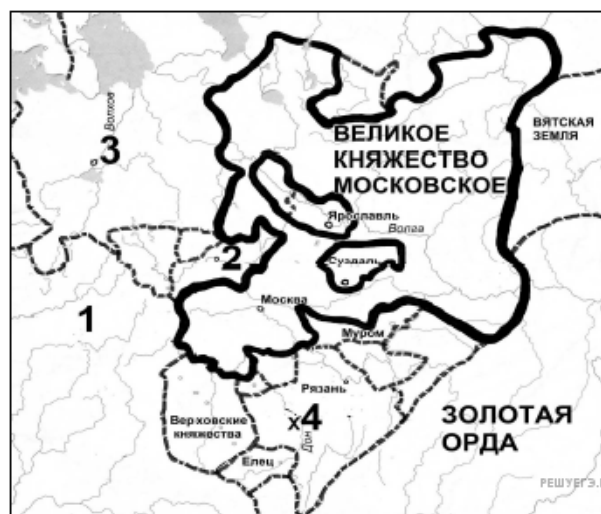 Волхов
3
ВЕЛИКОЕ
КНЯЖЕСТВО
МОСКОВСКОЕ
ВЯТСКАЯ
ЗЕМЛЯ
Ярославль
Волга
2
Суздаль
1
Москва
Муром
Рязань
х4
Дон
Верховские
княжества
Елец
ЗОЛОТАЯ
ОРДА
РЕШУЕГЭ.